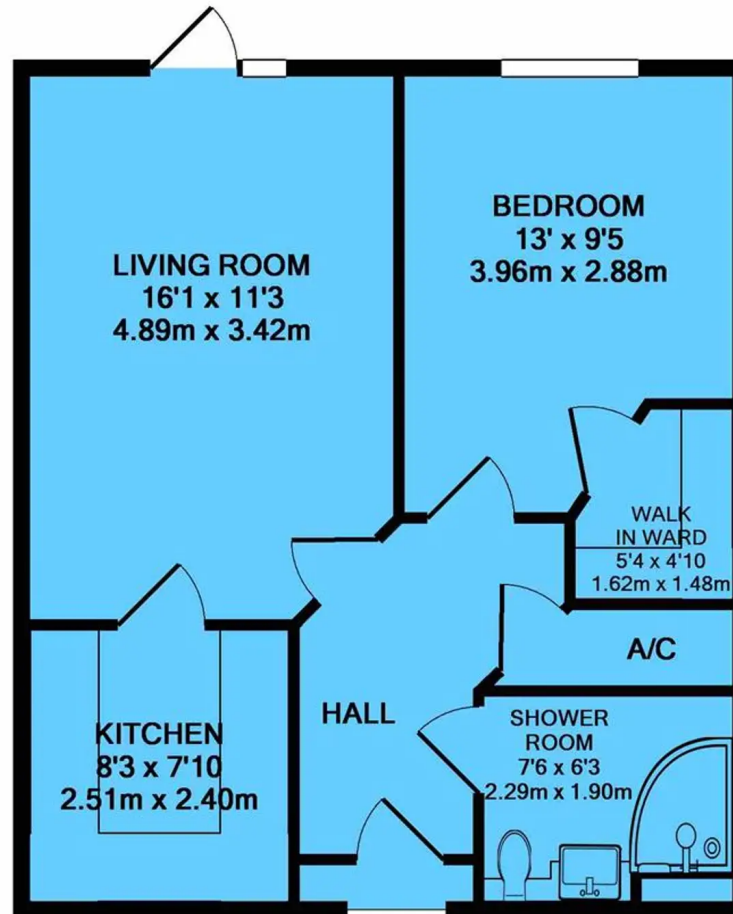 LIVING ROOM
16'1 x 11'3
4.89m x 3.42m
BEDROOM
13' x 9'5
3.96m x 2.88m
WALK
IN WARD
5'4 x 4'10
1.62m x 1.48m
A/C
HALL
KITCHEN
8'3 x 7'10
2.51m x 2.40m
SHOWER
ROOM
7'6 x 6'3
2.29m x 1.90m